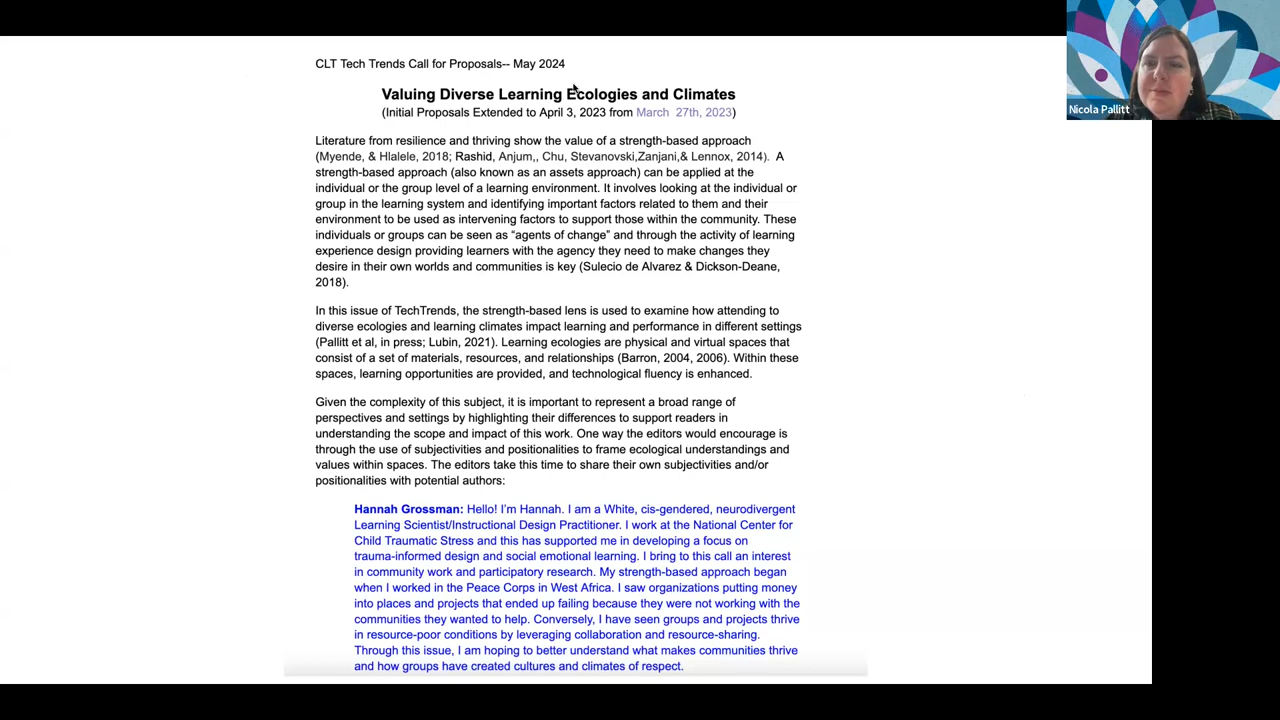 CLT Tech Trends Call for Proposals-- May 2024
Valuing Diverse Learning Ecologies and Climates
(Initial Proposals Extended to April 3, 2023 from March 27th, 2023)
Literature from resilience and thriving show the value of a strength-based approach
(Myende, & Hlalele, 2018; Rashid, Anjum,, Chu, Stevanovski,Zanjani,& Lennox, 2014). A
strength-based approach (also known as an assets approach) can be applied at the
individual or the group level of a learning environment. It involves looking at the individual or
group in the learning system and identifying important factors related to them and their
environment to be used as intervening factors to support those within the community. These
individuals or groups can be seen as “agents of change” and through the activity of learning
experience design providing learners with the agency they need to make changes they
desire in their own worlds and communities is key (Sulecio de Alvarez & Dickson-Deane,
2018).
In this issue of TechTrends, the strength-based lens is used to examine how attending to
diverse ecologies and learning climates impact learning and performance in different settings
(Pallitt et al, in press; Lubin, 2021). Learning ecologies are physical and virtual spaces that
consist of a set of materials, resources, and relationships (Barron, 2004, 2006). Within these
spaces, learning opportunities are provided, and technological fluency is enhanced.
Given the complexity of this subject, it is important to represent a broad range of
perspectives and settings by highlighting their differences to support readers in
understanding the scope and impact of this work. One way the editors would encourage is
through the use of subjectivities and positionalities to frame ecological understandings and
values within spaces. The editors take this time to share their own subjectivities and/or
positionalities with potential authors:
Hannah Grossman: Hello! I’m Hannah. I am a White, cis-gendered, neurodivergent
Learning Scientist/Instructional Design Practitioner. I work at the National Center for
Child Traumatic Stress and this has supported me in developing a focus on
trauma-informed design and social emotional learning. I bring to this call an interest
in community work and participatory research. My strength-based approach began
when I worked in the Peace Corps in West Africa. I saw organizations putting money
into places and projects that ended up failing because they were not working with the
communities they wanted to help. Conversely, I have seen groups and projects thrive
in resource-poor conditions by leveraging collaboration and resource-sharing.
Through this issue, I am hoping to better understand what makes communities thrive
and how groups have created cultures and climates of respect.
Nicola Pallitt